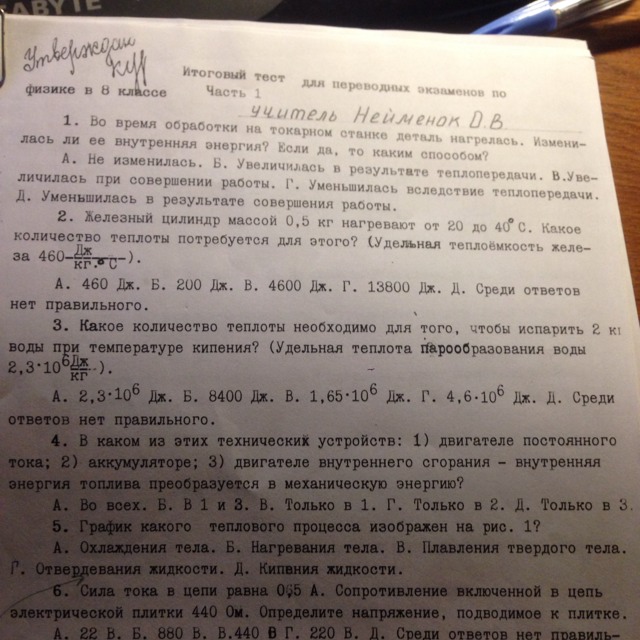 GABYTE
Утверждаю
Итоговый тест для переводных экзаменов по
физике в 8 классе Часть 1
учитель Нейменок О.В.
1. Во время обработки на токарном станке деталь нагрелась. Измени-
лась ли ее внутренняя энергия? Если да, то каким способом?
А. Не изменилась. Б. Увеличилась в результате теплопередачи. В.Уве-
личилась при совершении работы. Г. Уменьшилась вследствие теплопередачи.
Д. Уменьшилась в результате совершения работы.
2. Железный цилиндр массой 0,5 кг нагревают от 20 до 40°С. Какое
количество теплоты потребуется для этого? (Удельная теплоёмкость желе-
за 460 Дж/кг·°С).
А. 460 Дж. Б. 200 Дж. В. 4600 Дж. Г. 13800 Дж. Д. Среди ответов
нет правильного.
3. Какое количество теплоты необходимо для того, чтобы испарить 2 кг
воды при температуре кипения? (Удельная теплота парообразования воды
2,3·10⁶ Дж/кг).
А. 2,3·10⁶ Дж. Б. 8400 Дж. В. 1,65·10⁶ Дж. Г. 4,6·10⁶ Дж. Д. Среди
ответов нет правильного.
4. В каком из этих технических устройств: 1) двигателе постоянного
тока; 2) аккумуляторе; 3) двигателе внутреннего сгорания – внутренняя
энергия топлива преобразуется в механическую энергию?
А. Во всех. Б. В 1 и 3. В. Только в 1. Г. Только в 2. Д. Только в 3.
5. График какого теплового процесса изображен на рис. 1?
А. Охлаждения тела. Б. Нагревания тела. В. Плавления твердого тела.
Г. Отвердевания жидкости. Д. Кипения жидкости.
6. Сила тока в цепи равна 0,5 А. Сопротивление включенной в цепь
электрической плитки 440 Ом. Определите напряжение, подводимое к плитке.
А. 22 В. Б. 880 В. В.440 В Г. 220 В. Д. Среди ответов нет правиль-